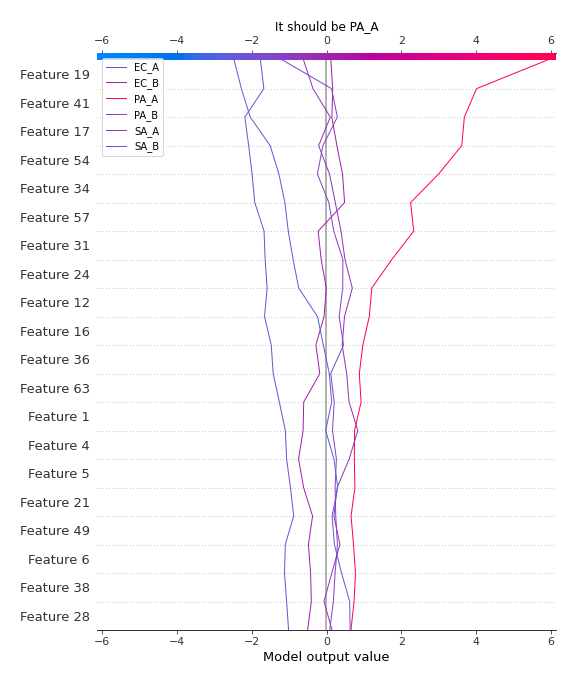 It should be PA_A
−6 −4 −2 0 2 4 6
EC_A
EC_B
PA_A
PA_B
SA_A
SA_B
Feature 19
Feature 41
Feature 17
Feature 54
Feature 34
Feature 57
Feature 31
Feature 24
Feature 12
Feature 16
Feature 36
Feature 63
Feature 1
Feature 4
Feature 5
Feature 21
Feature 49
Feature 6
Feature 38
Feature 28
−6 −4 −2 0 2 4 6
Model output value